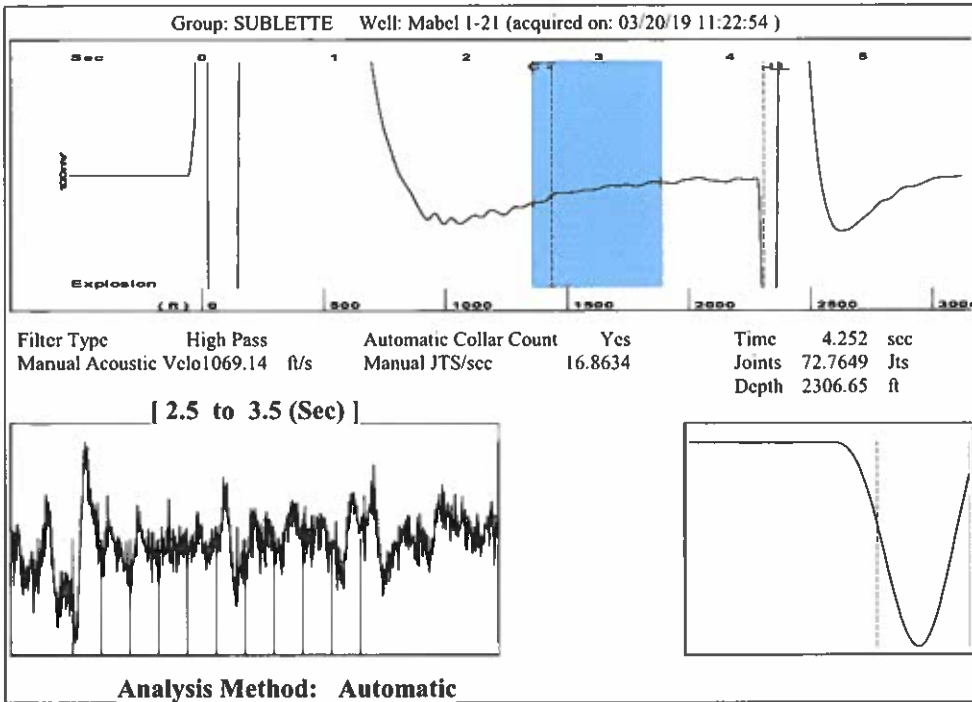 Group: SUBLETTE Well: Mabel 1-21 (acquired on: 03/20/19 11:22:54 )
Sec 0 1 2 3 4 5
100mV
Explosion
(ft) 0 500 1000 1500 2000 2500 3000
Filter Type High Pass Automatic Collar Count Yes Time 4.252 sec
Manual Acoustic Velo1069.14 ft/s Manual JTS/sec 16.8634 Joints 72.7649 Jts
Depth 2306.65 ft
[ 2.5 to 3.5 (Sec) ]
Analysis Method: Automatic